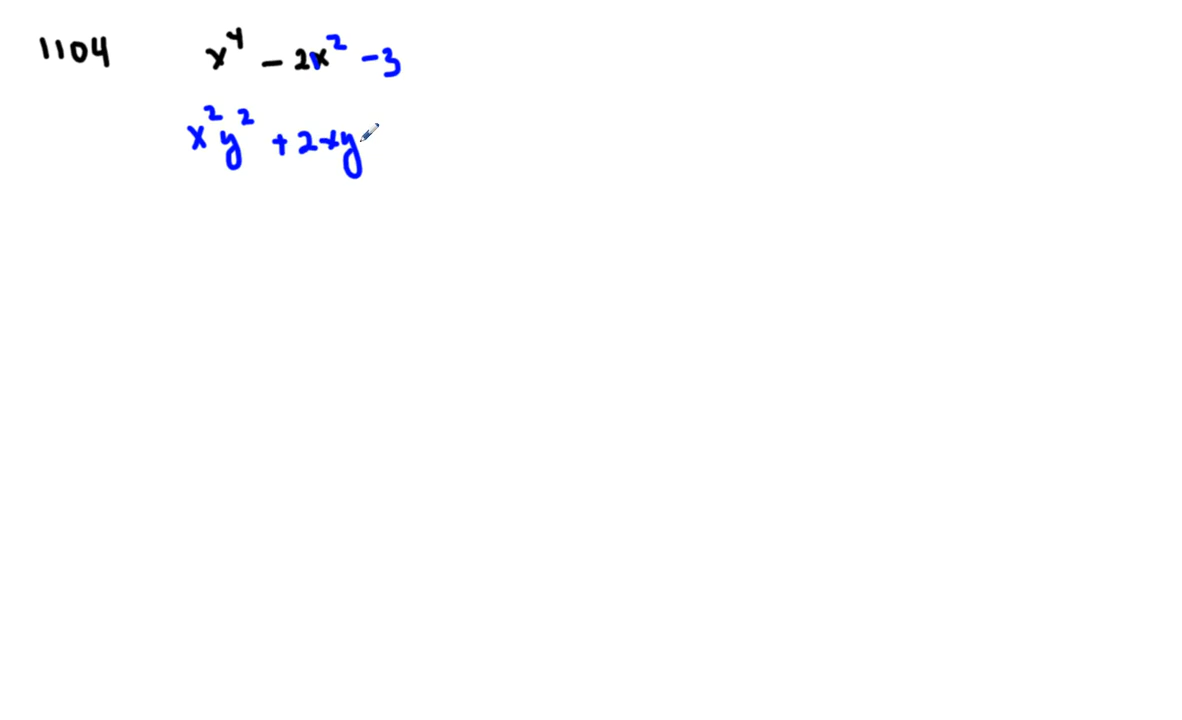 1104 x⁴ - 2x² - 3
x²y² + 2xy